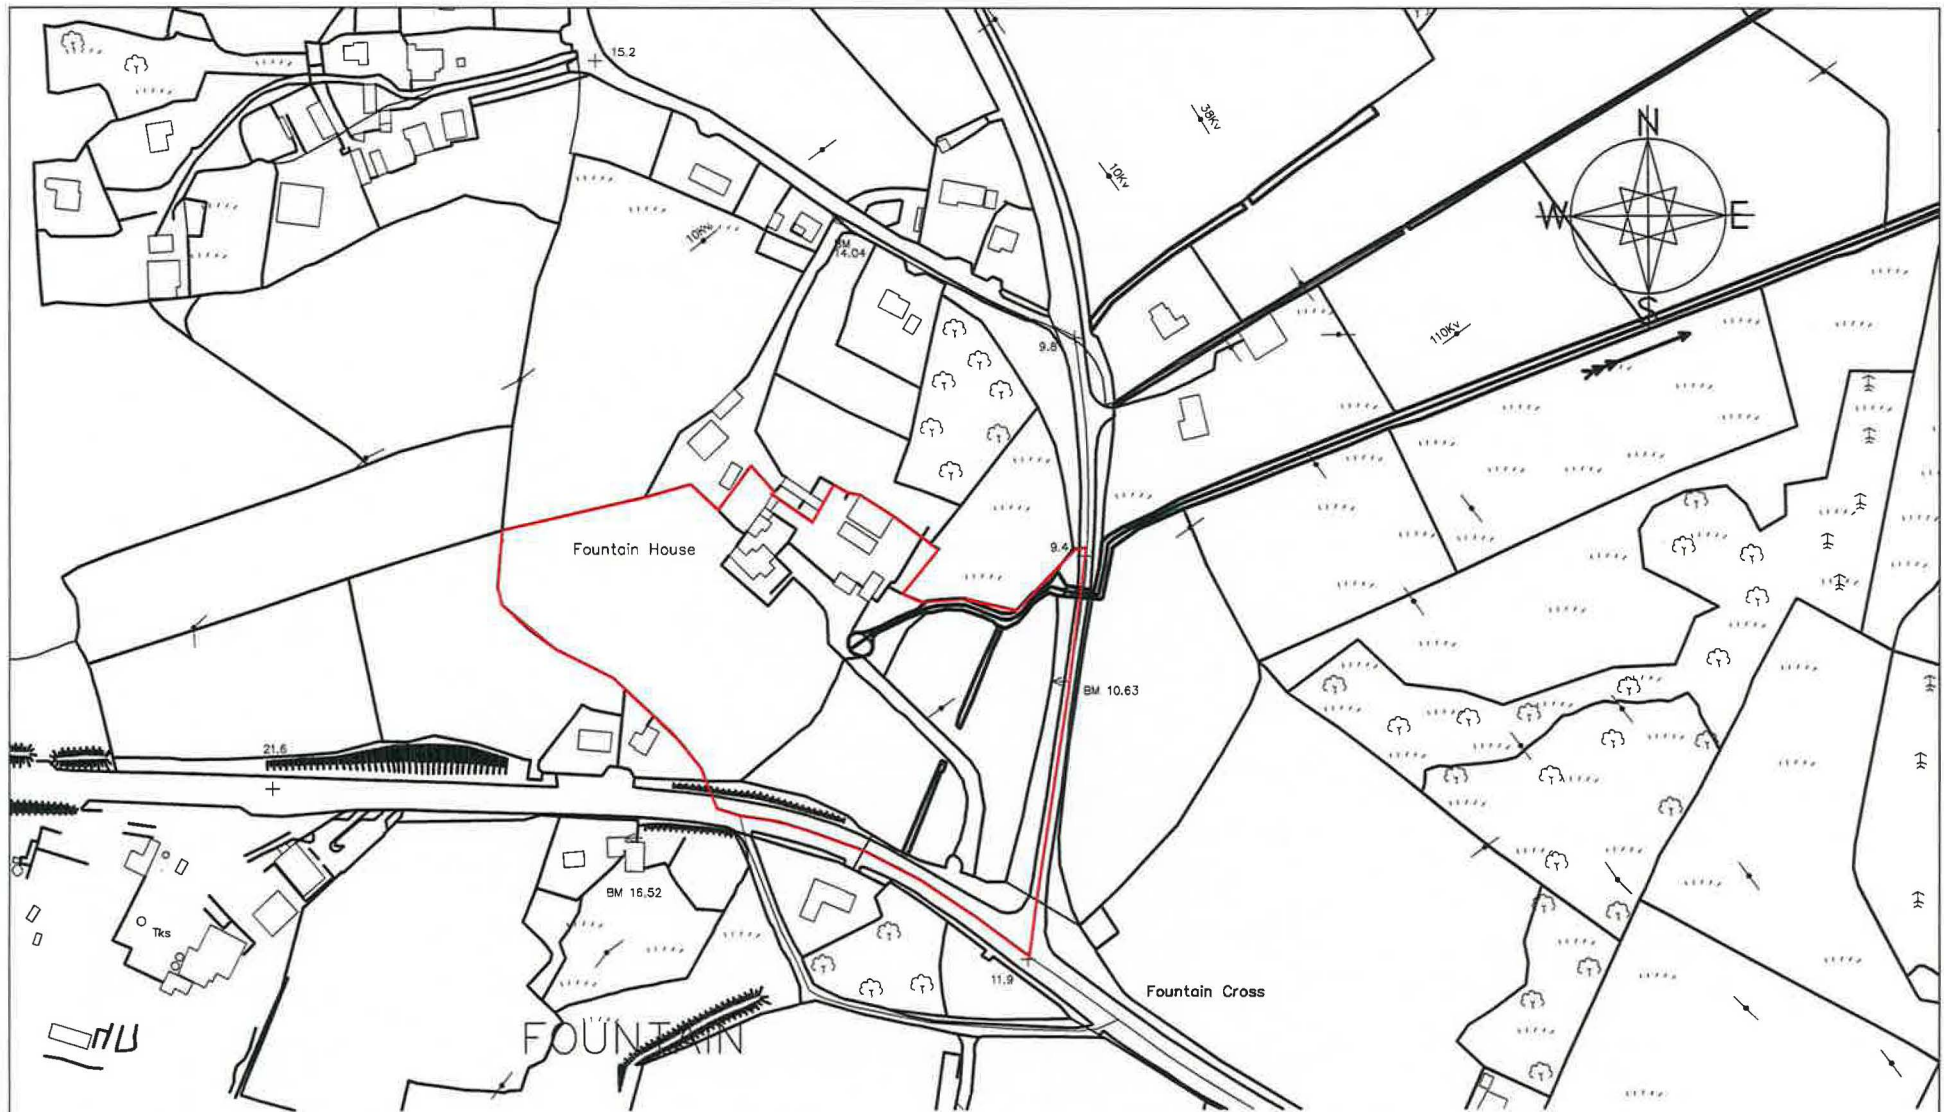 15.2
38Kv
N
10Kv
W
E
10Kv
BM
14.04
S
110Kv
9.8
Fountain House
9.4
BM 10.63
21.6
BM 16.52
Tks
11.9
Fountain Cross
FOUNTAIN